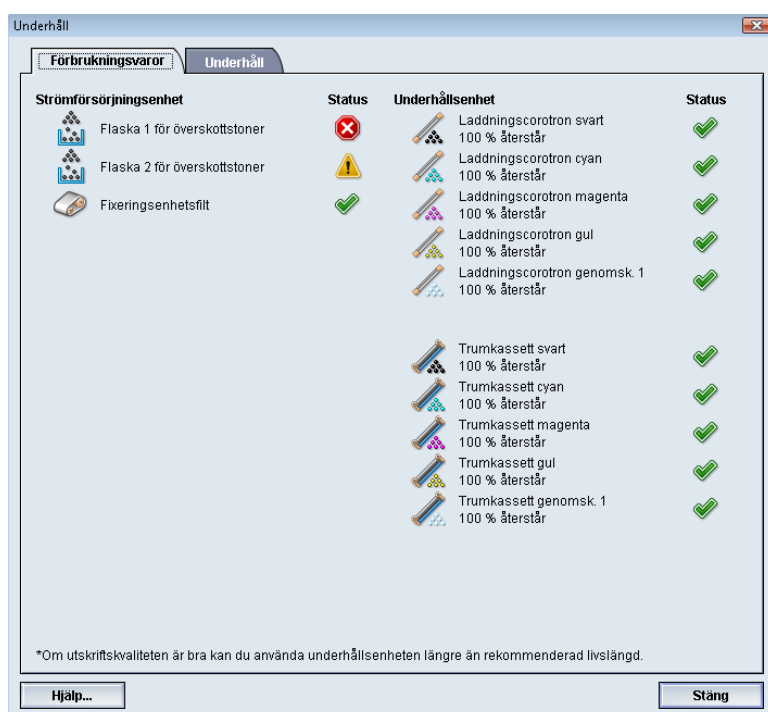 Underhåll
Förbrukningsvaror
Underhåll
Strömförsörjningsenhet Status
Flaska 1 för överskottstoner
Flaska 2 för överskottstoner
Fixeringsenhetsfilt
Underhållsenhet Status
Laddningscorotron svart
100 % återstår
Laddningscorotron cyan
100 % återstår
Laddningscorotron magenta
100 % återstår
Laddningscorotron gul
100 % återstår
Laddningscorotron genomsk. 1
100 % återstår
Trumkassett svart
100 % återstår
Trumkassett cyan
100 % återstår
Trumkassett magenta
100 % återstår
Trumkassett gul
100 % återstår
Trumkassett genomsk. 1
100 % återstår
*Om utskriftskvaliteten är bra kan du använda underhållsenheten längre än rekommenderad livslängd.
Hjälp...
Stäng